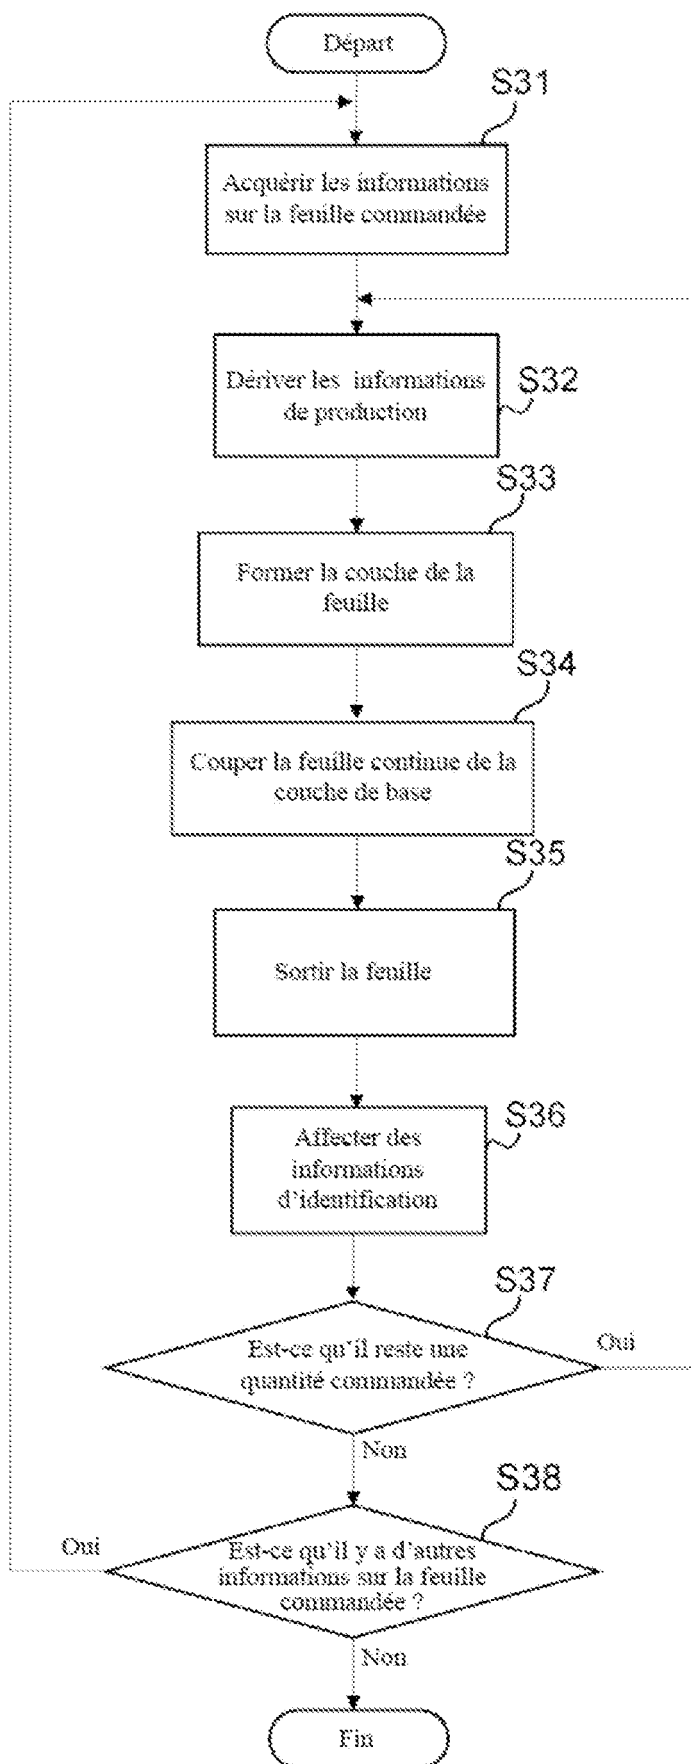 Départ
S31
Acquérir les informations
sur la feuille commandée
Dériver les informations
de production
S32
S33
Former la couche de la
feuille
S34
Couper la feuille continue de la
couche de base
S35
Sortir la feuille
S36
Affecter des
informations
d'identification
S37
Est-ce qu'il reste une
quantité commandée ?
Oui
Non
S38
Oui
Est-ce qu'il y a d'autres
informations sur la feuille
commandée ?
Non
Fin